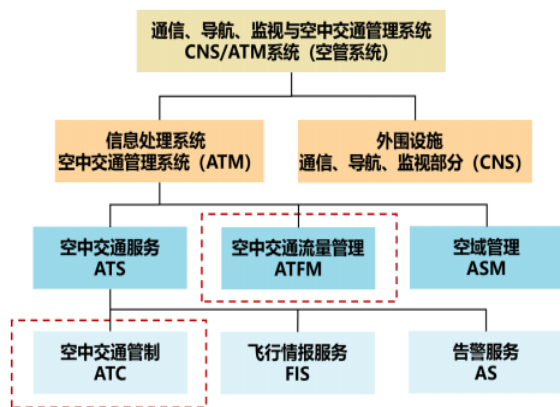 通信、导航、监视与空中交通管理系统
CNS/ATM系统（空管系统）
信息处理系统
空中交通管理系统（ATM）
外围设施
通信、导航、监视部分（CNS）
空中交通服务
ATS
空中交通流量管理
ATFM
空域管理
ASM
空中交通管制
ATC
飞行情报服务
FIS
告警服务
AS